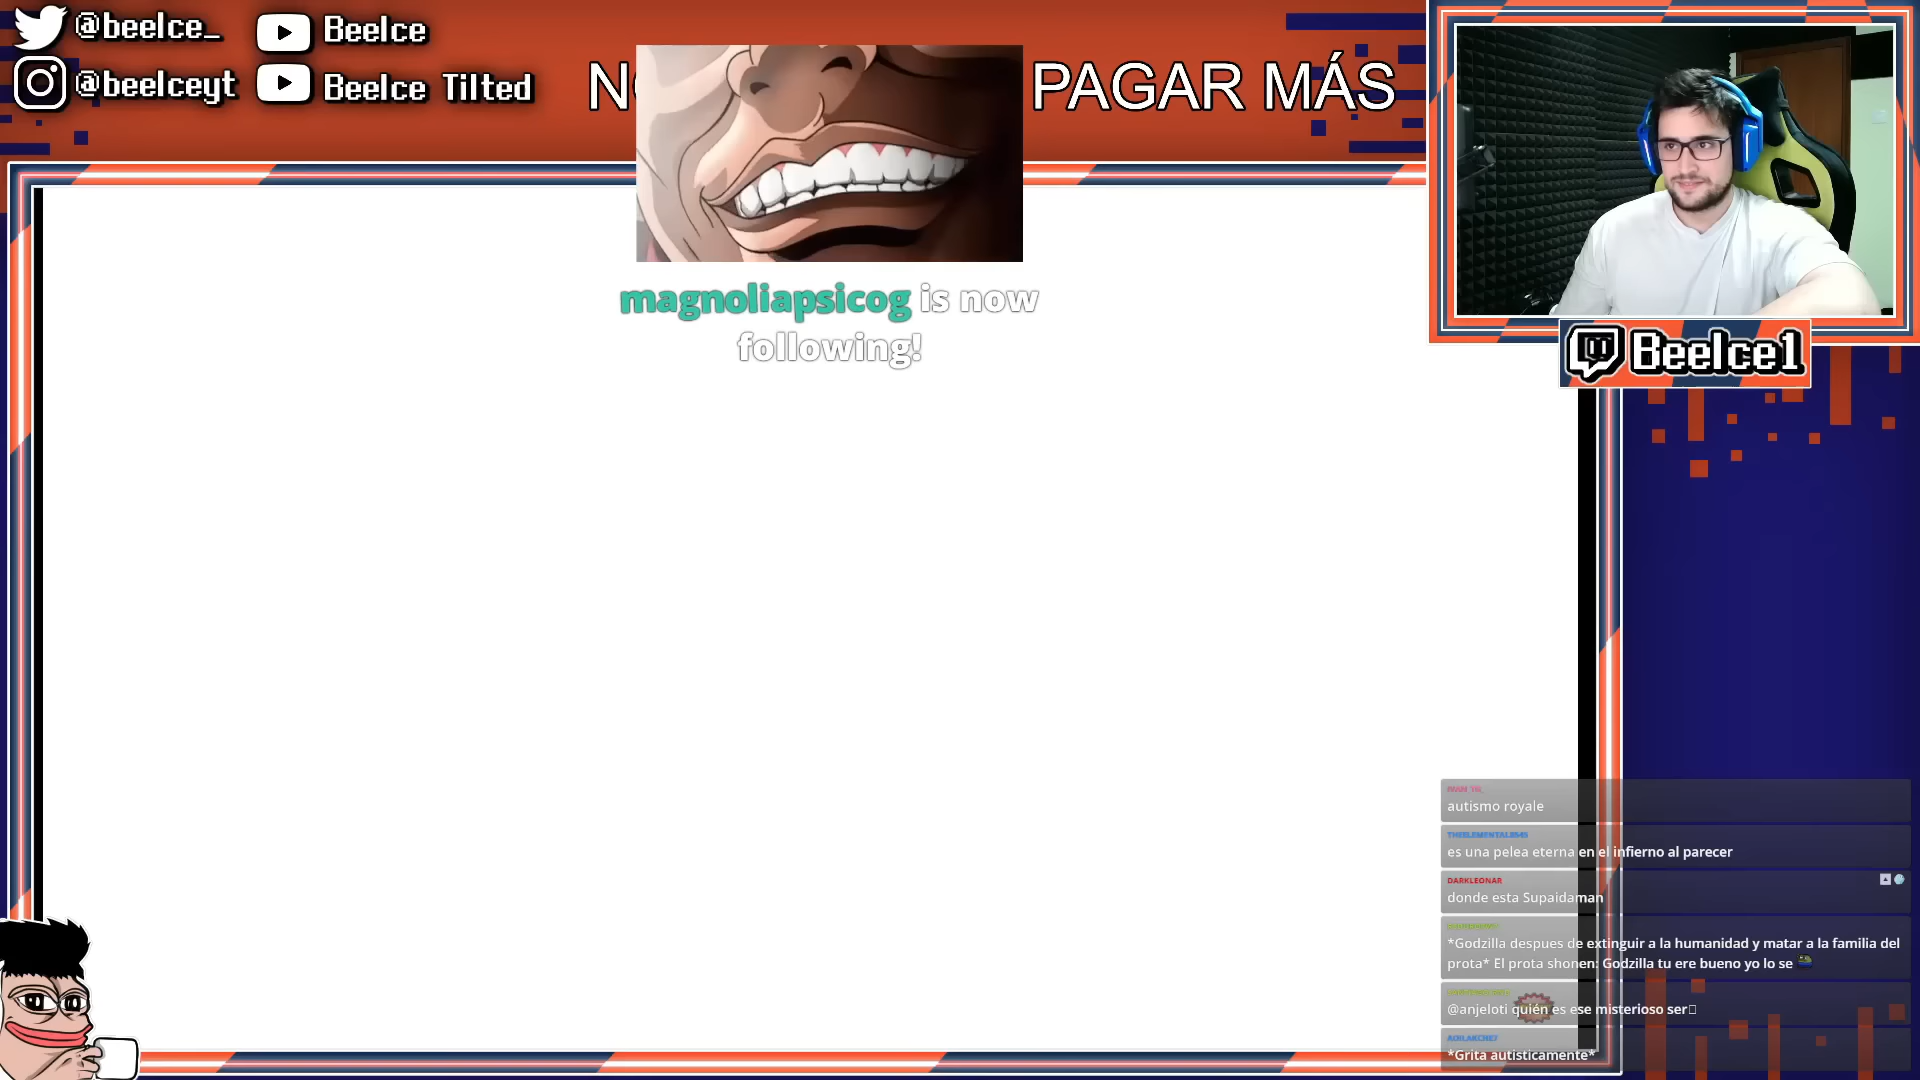 @beelce_
Beelce
@beelceyt
Beelce Tilted
PAGAR MÁS
magnoliapsicog is now
following!
Beelce1
autismo royale
THEELEMENTAL8545
es una pelea eterna en el infierno al parecer
DARKLEONAR
donde esta Supaidaman
*Godzilla despues de extinguir a la humanidad y matar a la familia del
prota* El prota shonen: Godzilla tu ere bueno yo lo se
@anjeloti quién es ese misterioso ser
*Grita autisticamente*